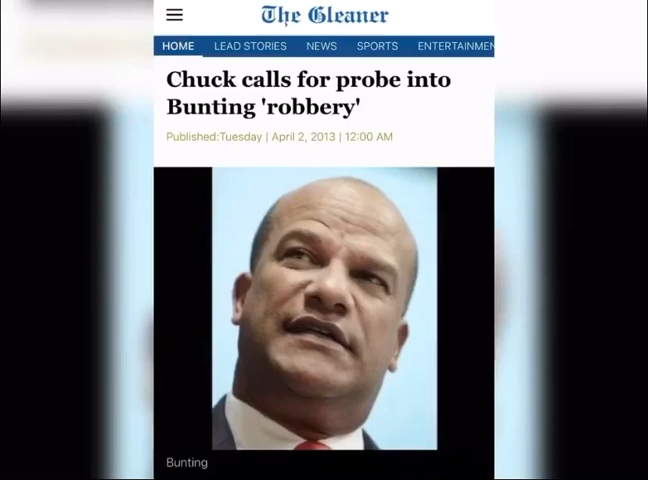 The Gleaner
HOME LEAD STORIES NEWS SPORTS ENTERTAINMEN
Chuck calls for probe into
Bunting 'robbery'
Published:Tuesday | April 2, 2013 | 12:00 AM
Bunting